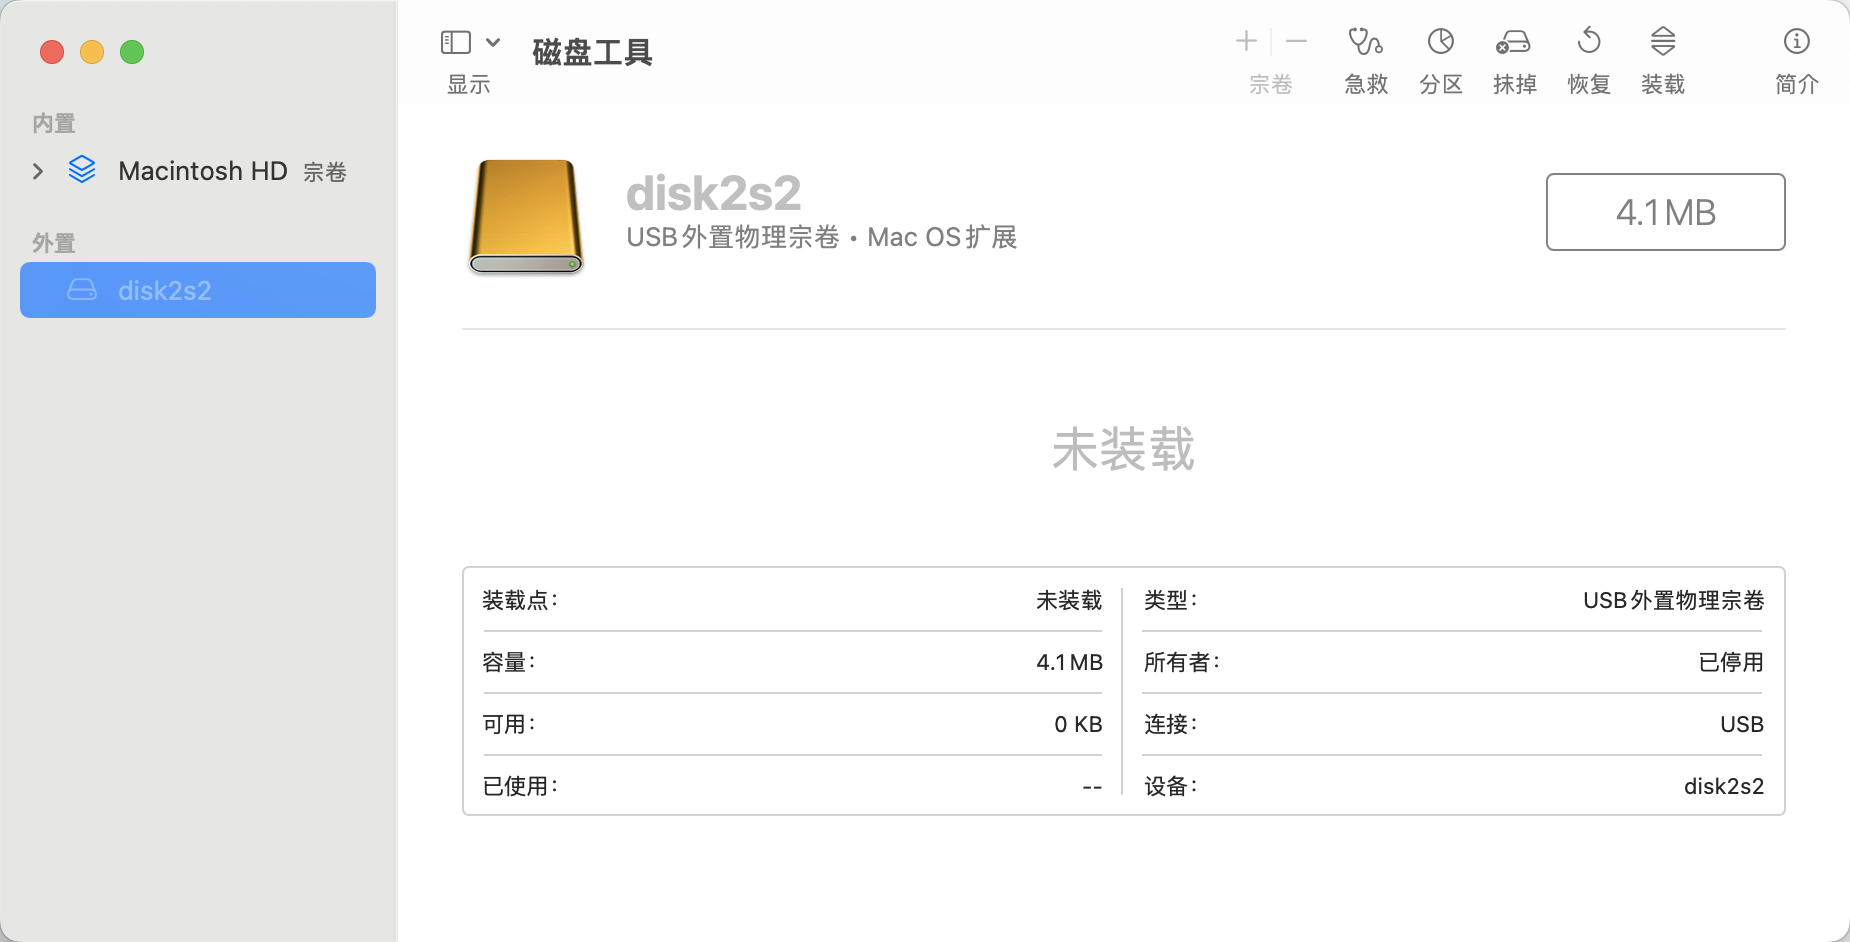 显示
磁盘工具
宗卷
急救
分区
抹掉
恢复
装载
简介
内置
Macintosh HD 宗卷
外置
disk2s2
disk2s2
USB外置物理宗卷 • Mac OS扩展
4.1 MB
未装载
装载点： 未装载
类型： USB外置物理宗卷
容量： 4.1 MB
所有者： 已停用
可用： 0 KB
连接： USB
已使用： --
设备： disk2s2